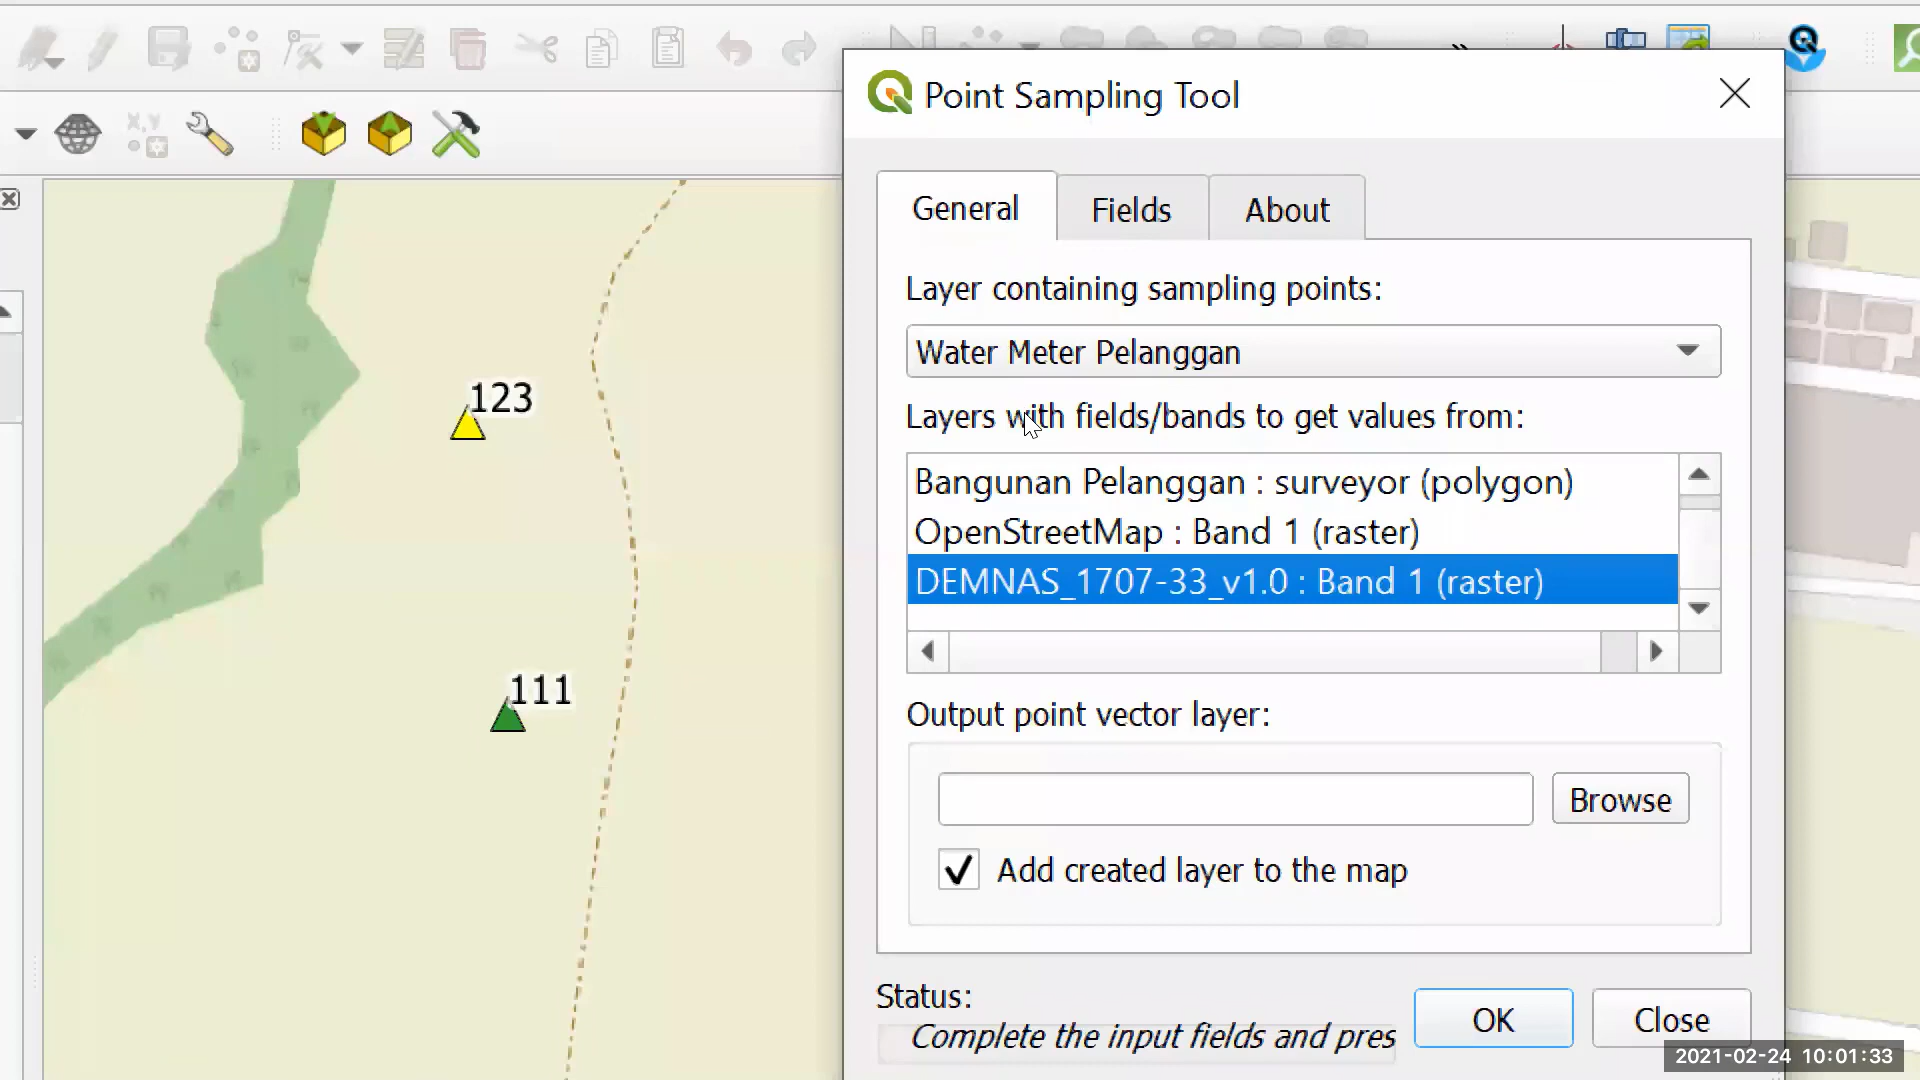 »
Point Sampling Tool
X,Y
General
Fields
About
Layer containing sampling points:
Water Meter Pelanggan
Layers with fields/bands to get values from:
Bangunan Pelanggan : surveyor (polygon)
OpenStreetMap : Band 1 (raster)
DEMNAS_1707-33_v1.0 : Band 1 (raster)
123
111
Output point vector layer:
Browse
Add created layer to the map
Status:
Complete the input fields and pres
OK
Close
2021-02-24 10:01:33